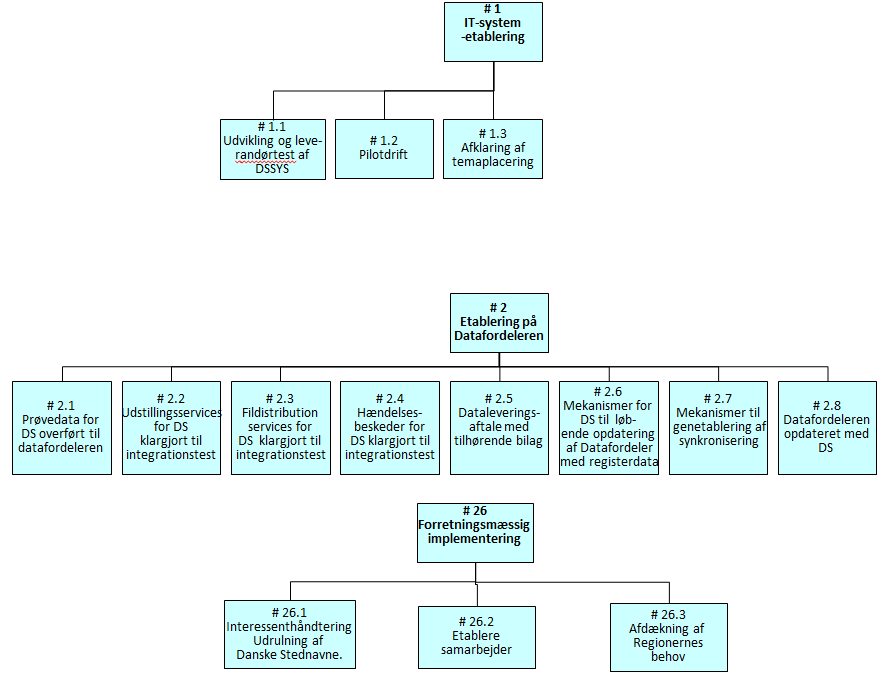 # 1
IT-system
-etablering
# 1.1
Udvikling og leve-
randørtest af
DSSYS
# 1.2
Pilotdrift
# 1.3
Afklaring af
temaplacering
# 2
Etablering på
Datafordeleren
# 2.1
Prøvedata for
DS overført til
datafordeleren
# 2.2
Udstillingsservices
for DS
klargjort til
integrationstest
# 2.3
Fildistribution
services for
DS klargjort til
integrationstest
# 2.4
Hændelses-
beskeder for
DS klargjort til
integrationstest
# 2.5
Dataleverings-
aftale med
tilhørende bilag
# 2.6
Mekanismer for
DS til løb-
ende opdatering
af Datafordeler
med registerdata
# 2.7
Mekanismer til
genetablering af
synkronisering
# 2.8
Datafordeleren
opdateret med
DS
# 26
Forretningsmæssig
implementering
# 26.1
Interessenthåndtering
Udrulning af
Danske Stednavne.
# 26.2
Etablere
samarbejder
# 26.3
Afdækning af
Regionernes
behov